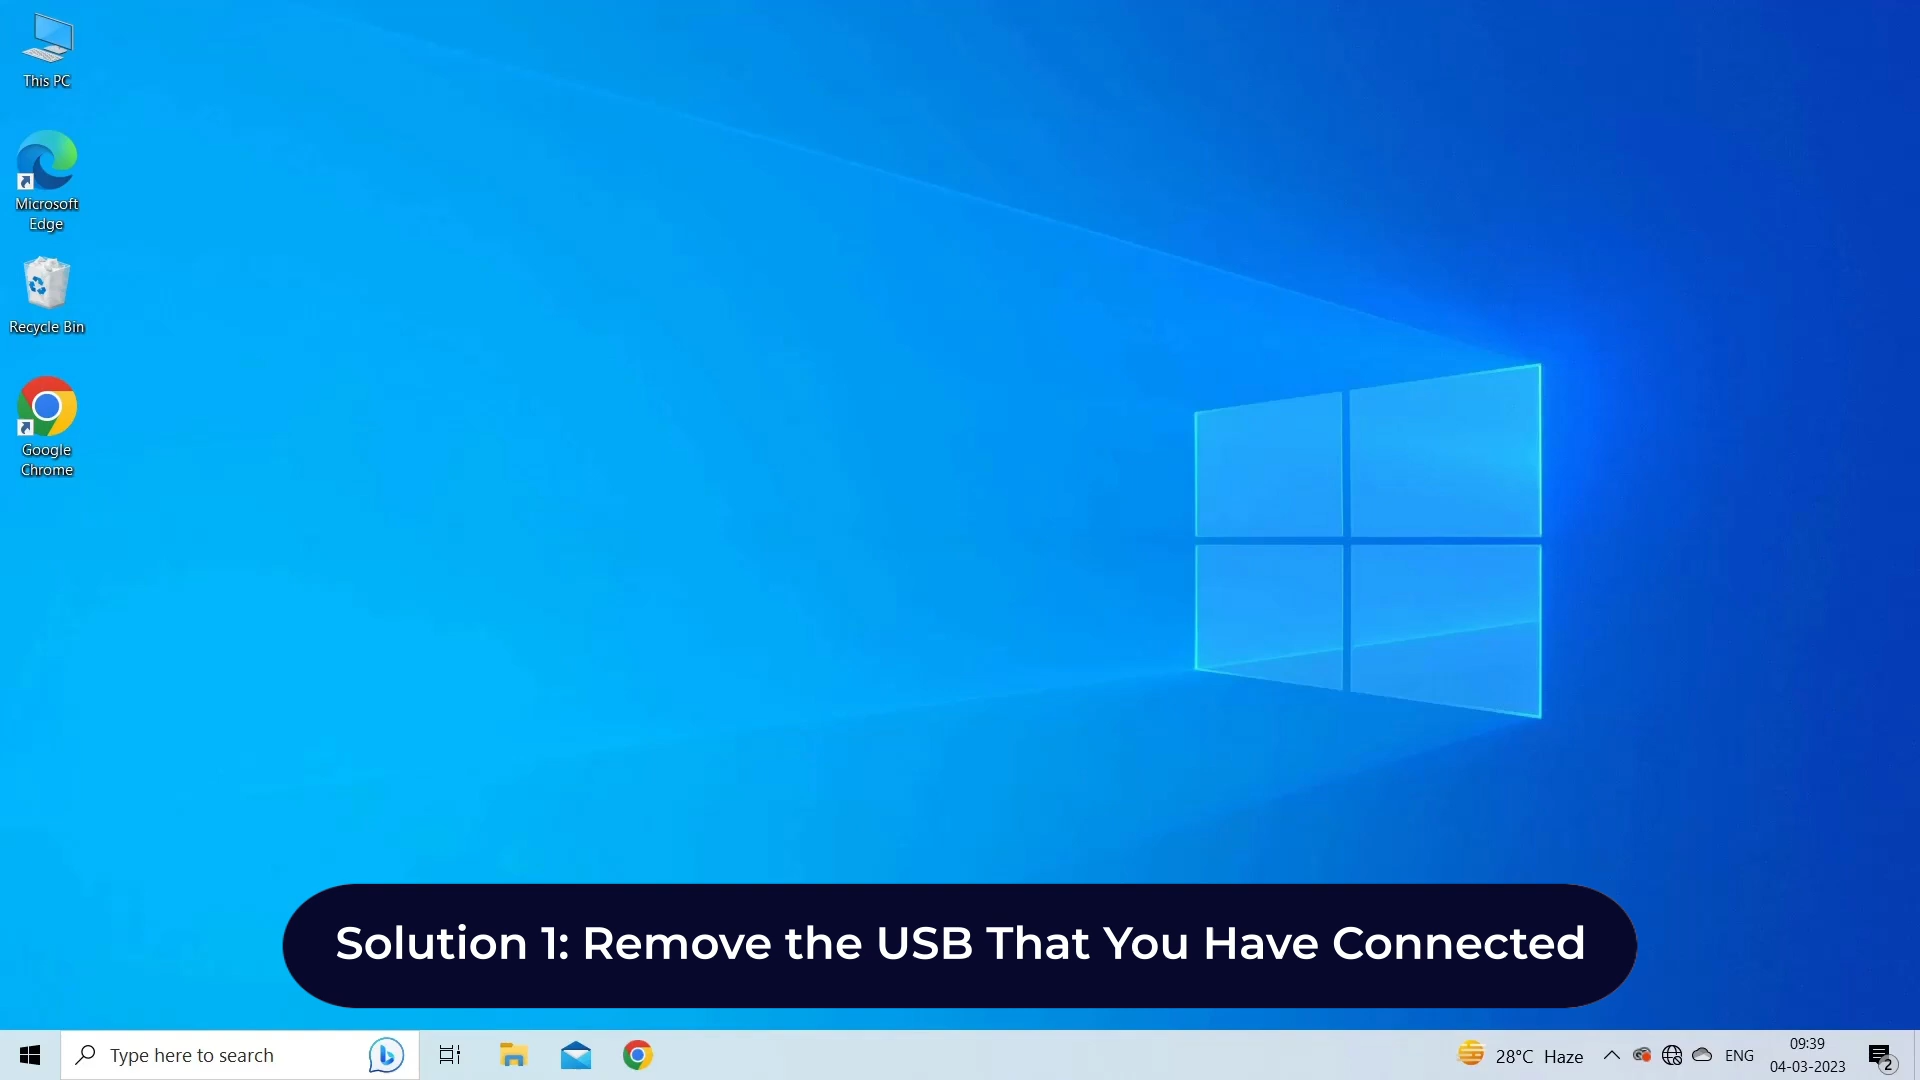 This PC
Microsoft
Edge
Recycle Bin
Google
Chrome
Solution 1: Remove the USB That You Have Connected
Type here to search
28°C Haze
ENG
09:39
04-03-2023
2